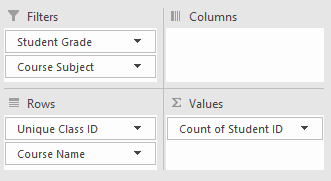 Filters
Student Grade
Course Subject
Columns
Rows
Unique Class ID
Course Name
Σ Values
Count of Student ID